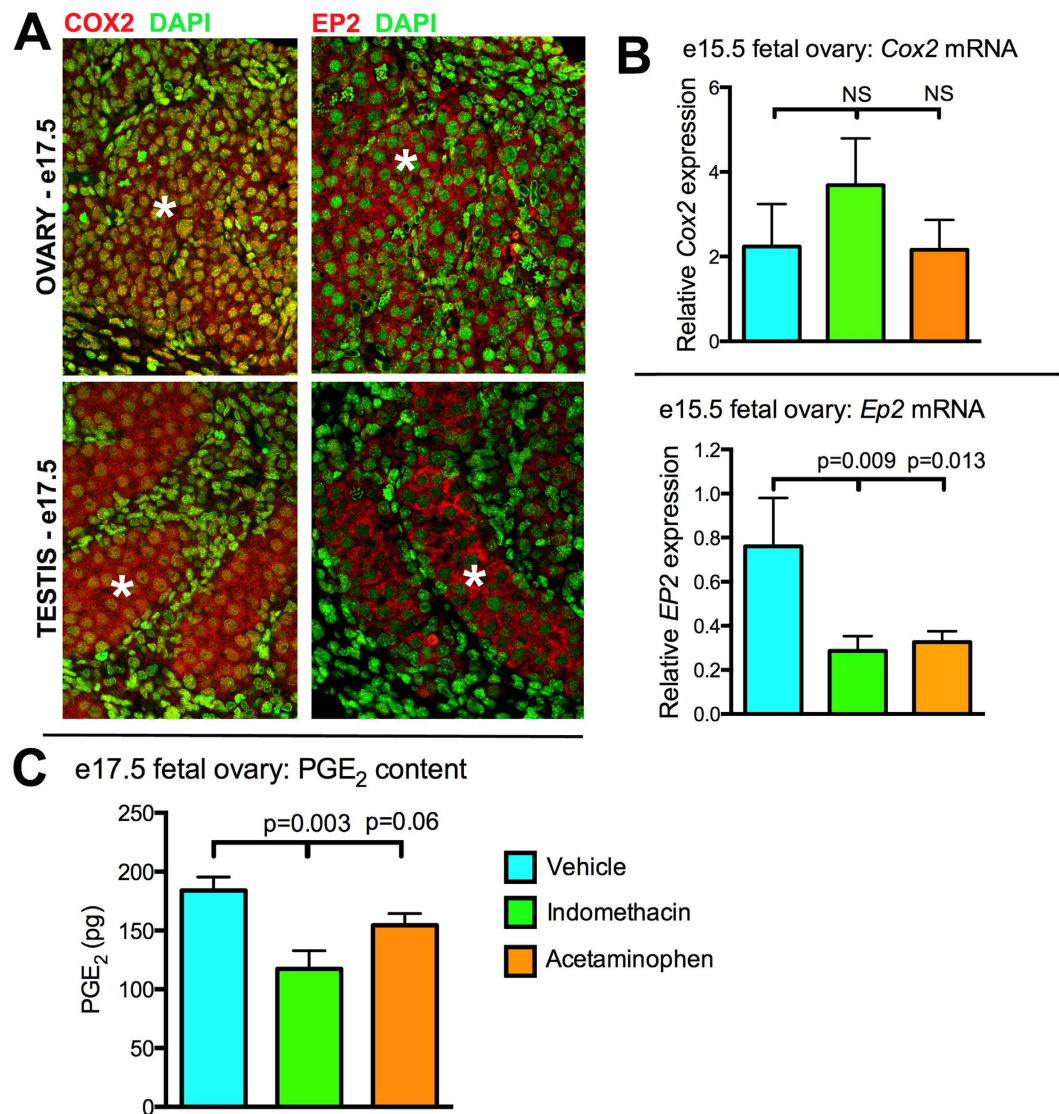 A
COX2 DAPI
EP2 DAPI
OVARY - e17.5
*
*
TESTIS - e17.5
*
*
B
e15.5 fetal ovary: Cox2 mRNA
Relative Cox2 expression
6
4
2
0
NS
NS
e15.5 fetal ovary: Ep2 mRNA
Relative EP2 expression
1.2
1.0
0.8
0.6
0.4
0.2
0.0
p=0.009
p=0.013
C
e17.5 fetal ovary: PGE₂ content
PGE₂ (pg)
250
200
150
100
50
0
p=0.003
p=0.06
Vehicle
Indomethacin
Acetaminophen